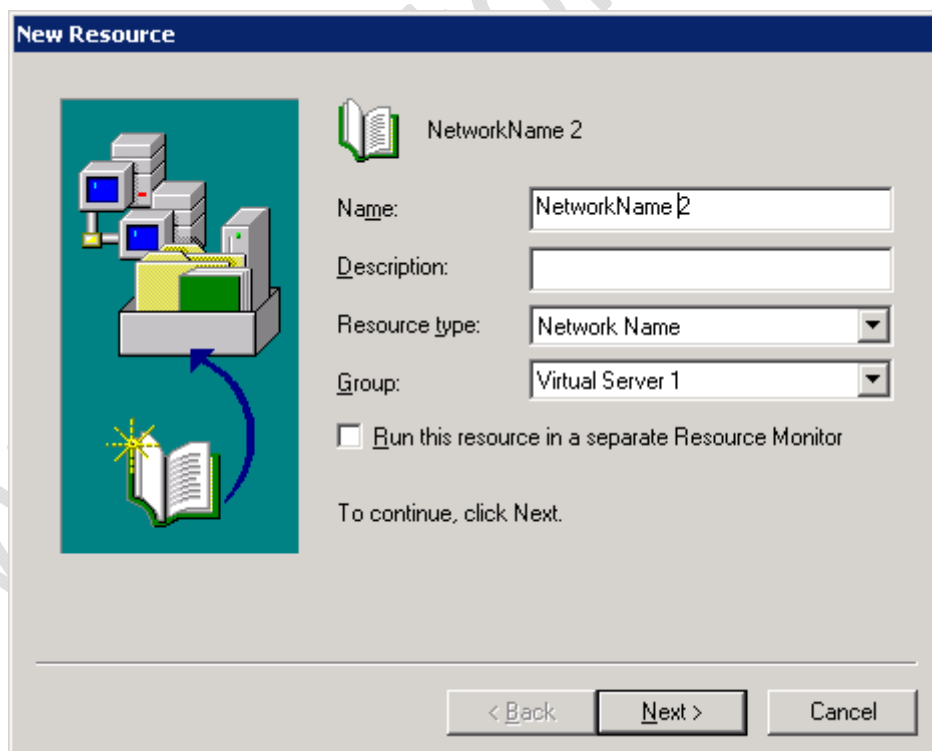 New Resource
NetworkName 2
Name: NetworkName 2
Description:
Resource type: Network Name
Group: Virtual Server 1
Run this resource in a separate Resource Monitor
To continue, click Next.
< Back Next > Cancel